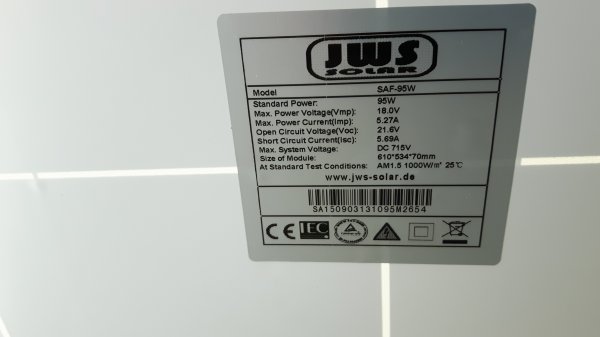 JWS
SOLAR
Model SAF-95W
Standard Power: 95W
Max. Power Voltage(Vmp): 18.0V
Max. Power Current(Imp): 5.27A
Open Circuit Voltage(Voc): 21.6V
Short Circuit Current(Isc): 5.69A
Max. System Voltage: DC 715V
Size of Module: 610*534*70mm
At Standard Test Conditions: AM1.5 1000W/m² 25℃
www.jws-solar.de
SA150903131095M2654
CE IEC